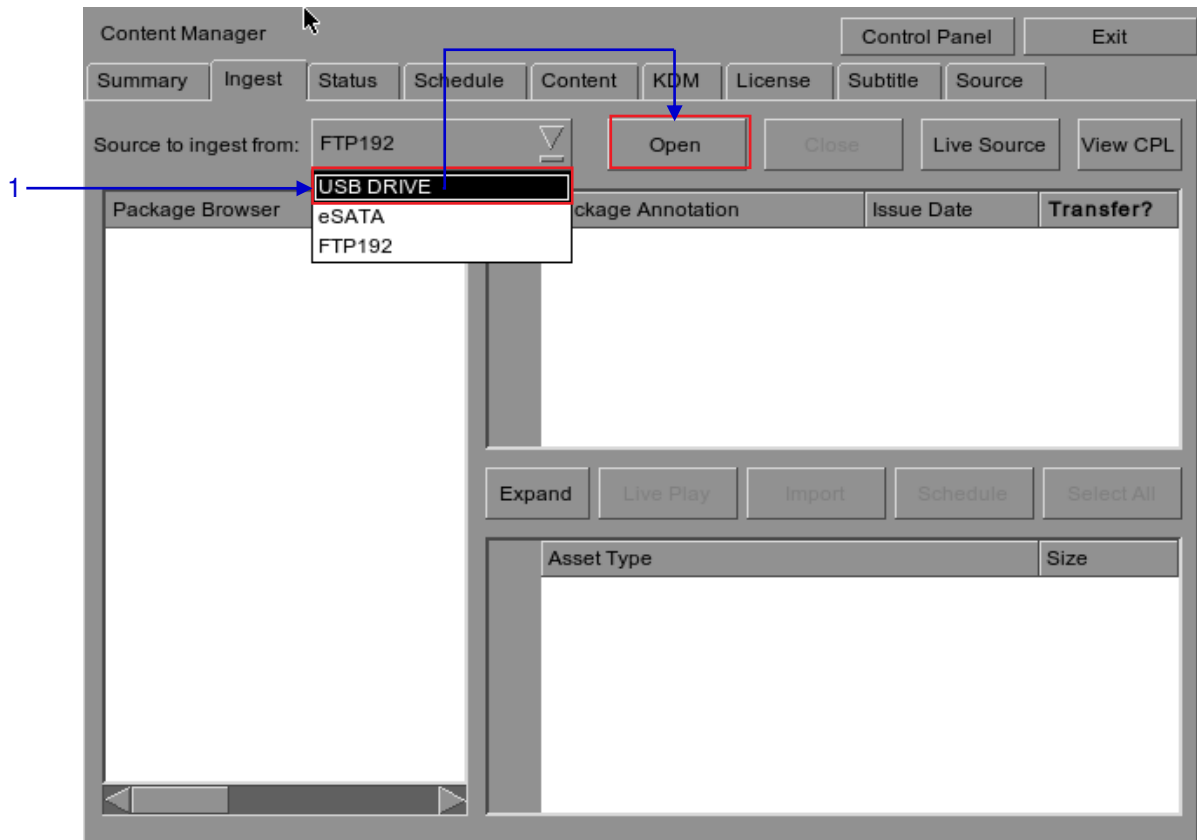 Content Manager
Control Panel
Exit
Summary
Ingest
Status
Schedule
Content
KDM
License
Subtitle
Source
Source to ingest from:
FTP192
Open
Close
Live Source
View CPL
1
USB DRIVE
eSATA
FTP192
Package Browser
ckage Annotation
Issue Date
Transfer?
Expand
Live Play
Import
Schedule
Select All
Asset Type
Size